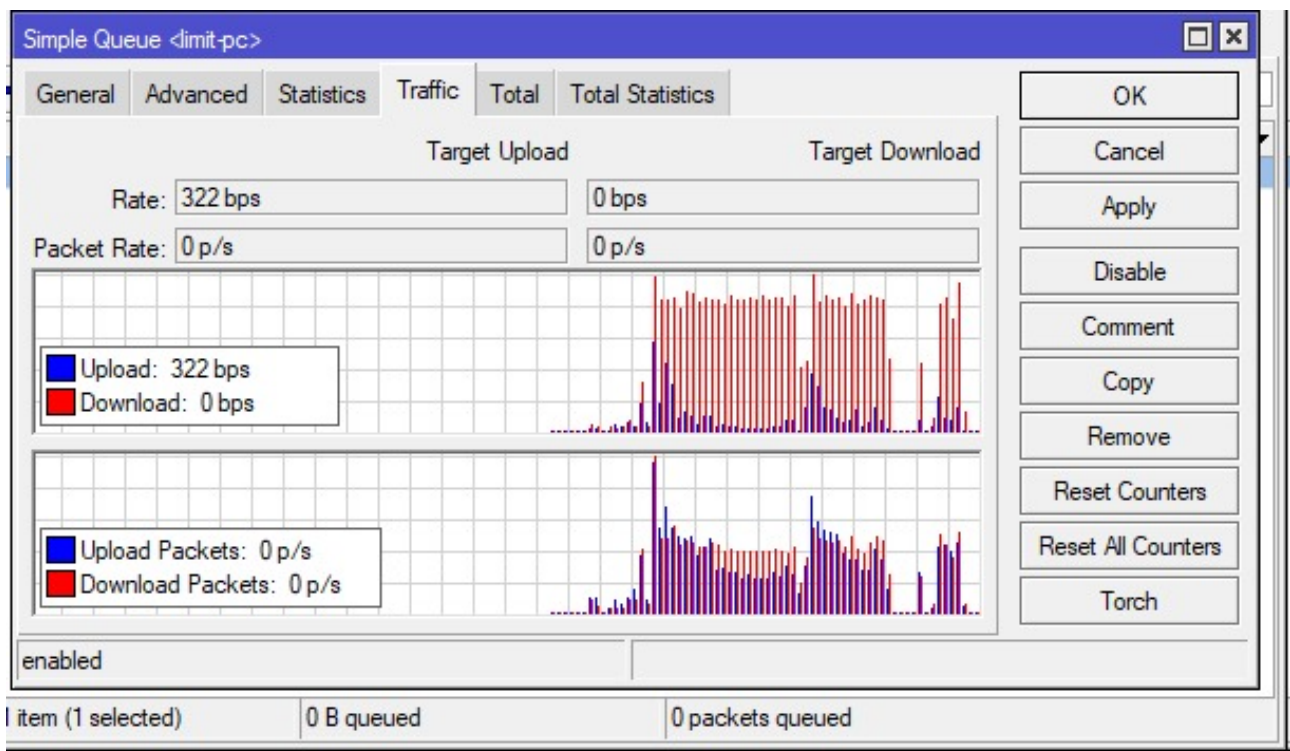 Simple Queue <limit-pc>
General Advanced Statistics Traffic Total Total Statistics
Target Upload Target Download
Rate: 322 bps 0 bps
Packet Rate: 0 p/s 0 p/s
Upload: 322 bps
Download: 0 bps
Upload Packets: 0 p/s
Download Packets: 0 p/s
OK
Cancel
Apply
Disable
Comment
Copy
Remove
Reset Counters
Reset All Counters
Torch
enabled
item (1 selected) 0 B queued 0 packets queued